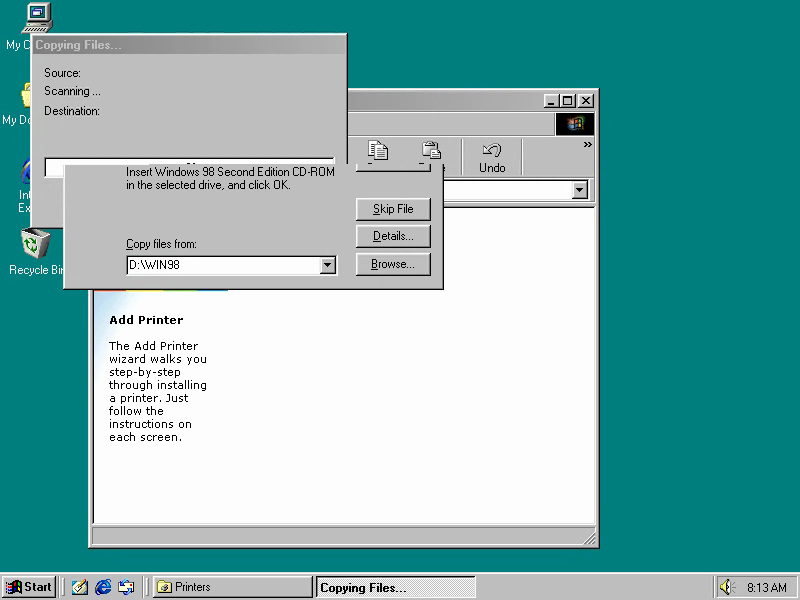 My C
Copying Files...
Source:
Scanning ...
Destination:
My Do
Insert Windows 98 Second Edition CD-ROM
in the selected drive, and click OK.
Undo
»
Int
Ex
Skip File
Details...
Copy files from:
D:\WIN98
Browse...
Recycle Bin
Add Printer
The Add Printer
wizard walks you
step-by-step
through installing
a printer. Just
follow the
instructions on
each screen.
Start
Printers
Copying Files...
8:13 AM